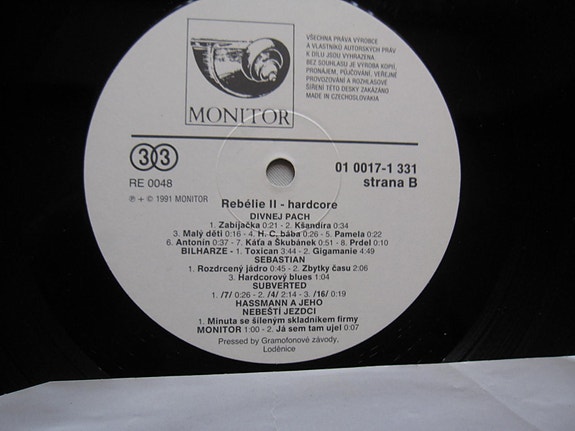 MONITOR
VŠECHNA PRÁVA VÝROBCE
A VLASTNÍKŮ AUTORSKÝCH PRÁV
K DÍLU JSOU VYHRAZENA.
BEZ SOUHLASU JE VÝROBA KOPIÍ,
PRONÁJEM, PŮJČOVÁNÍ, VEŘEJNÉ
PROVOZOVÁNÍ A ROZHLASOVÉ
ŠÍŘENÍ TÉTO DESKY ZAKÁZÁNO
MADE IN CZECHOSLOVAKIA
33
RE 0048
℗ + © 1991 MONITOR
01 0017-1 331
strana B
Rebélie II - hardcore
DIVNEJ PACH
1. Zabijačka 0:21 - 2. Kšandíra 0:34
3. Malý děti 0:16 - 4. H. C. bába 0:26 - 5. Pamela 0:22
6. Antonín 0:37 - 7. Káťa a Škubánek 0:51 - 8. Prdel 0:10
BILHARZE - 1. Toxican 3:44 - 2. Gigamanie 4:49
SEBASTIAN
1. Rozdrcený jádro 0:45 - 2. Zbytky času 2:06
3. Hardcorový blues 1:04
SUBVERTED
1. /7/ 0:26 - 2. /4/ 2:14 - 3. /16/ 0:19
HASSMANN A JEHO
NEBEŠTÍ JEZDCI
1. Minuta se šíleným skladníkem firmy
MONITOR 1:00 - 2. Já sem tam ujel 0:07
Pressed by Gramofonové závody,
Loděnice